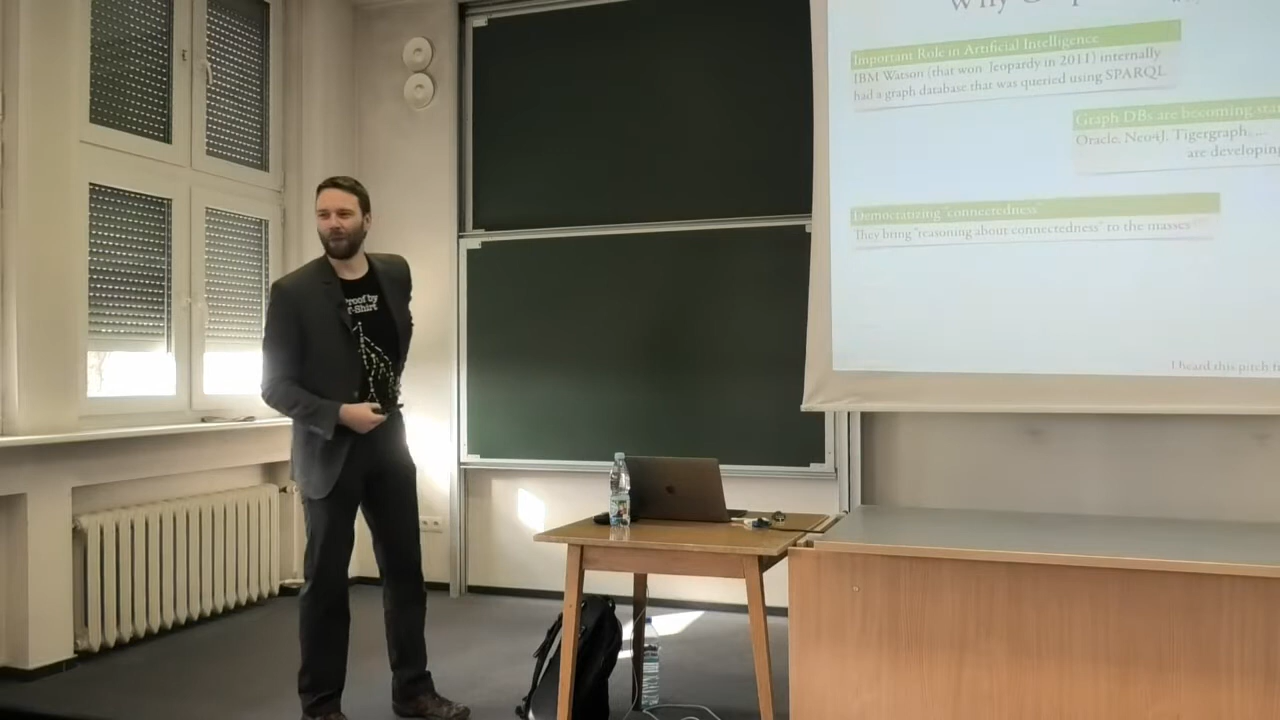 Why
Important Role in Artificial Intelligence
IBM Watson (that won Jeopardy in 2011) internally
had a graph database that was queried using SPARQL
Graph DBs are becoming
Oracle, Neo4J, Tigergraph, ...
are developing
Democratizing "connectedness"
They bring "reasoning about connectedness" to the masses
I heard this pitch
Proof by
T-Shirt